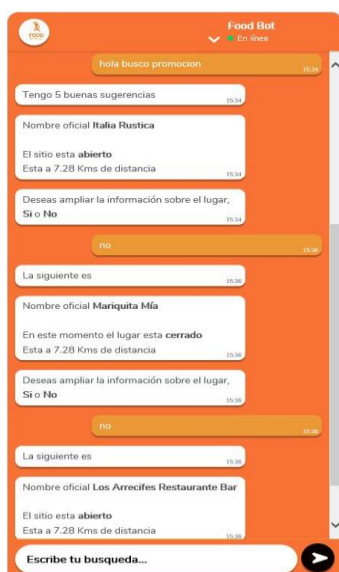 FOOD
Food Bot
En línea
hola busco promocion
15:34
Tengo 5 buenas sugerencias
15:34
Nombre oficial Italia Rustica
El sitio esta abierto
Esta a 7.28 Kms de distancia
15:34
Deseas ampliar la información sobre el lugar,
Si o No
15:34
no
15:36
La siguiente es
15:36
Nombre oficial Mariquita Mía
En este momento el lugar esta cerrado
Esta a 7.28 Kms de distancia
15:36
Deseas ampliar la información sobre el lugar,
Si o No
15:36
no
15:36
La siguiente es
15:36
Nombre oficial Los Arrecifes Restaurante Bar
El sitio esta abierto
Esta a 7.28 Kms de distancia
15:36
Escribe tu busqueda...